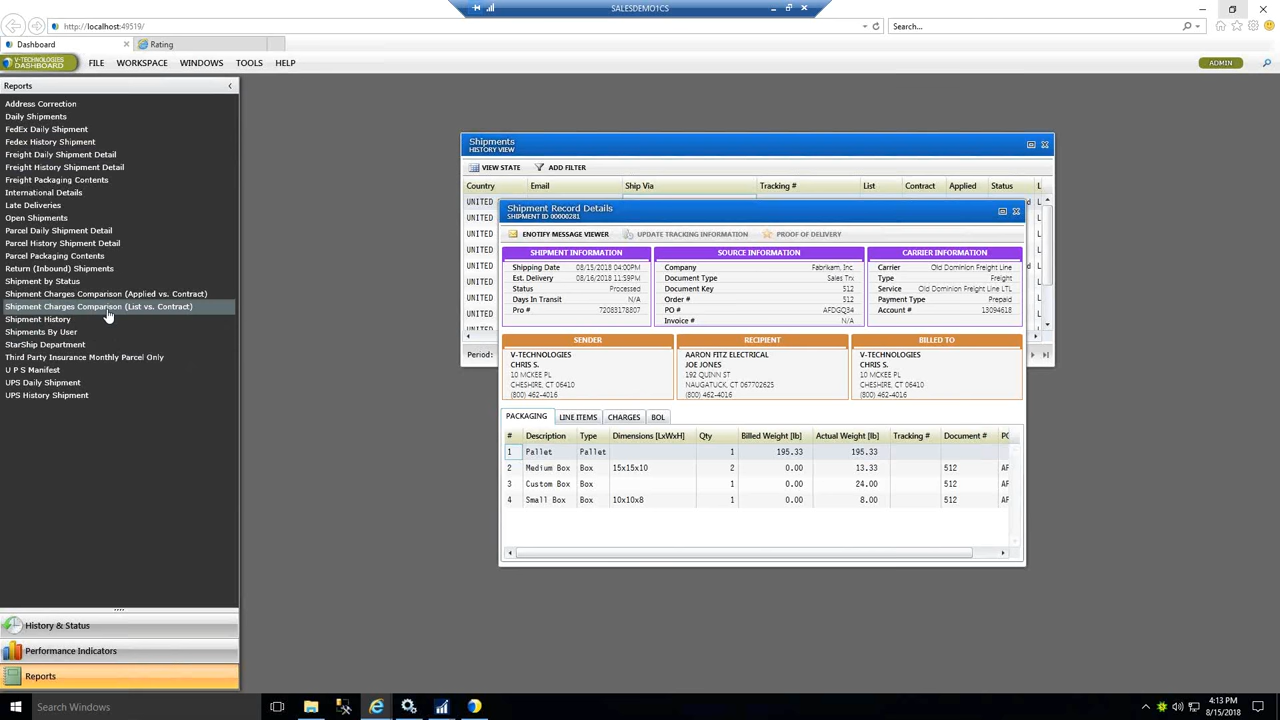 SALESDEMO1CS
http://localhost:49519/
Search...
Dashboard
Rating
V-TECHNOLOGIES
DASHBOARD
FILE WORKSPACE WINDOWS TOOLS HELP
ADMIN
Reports
Address Correction
Daily Shipments
FedEx Daily Shipment
Fedex History Shipment
Freight Daily Shipment Detail
Freight History Shipment Detail
Freight Packaging Contents
International Details
Late Deliveries
Open Shipments
Parcel Daily Shipment Detail
Parcel History Shipment Detail
Parcel Packaging Contents
Return (Inbound) Shipments
Shipment by Status
Shipment Charges Comparison (Applied vs. Contract)
Shipment Charges Comparison (List vs. Contract)
Shipment History
Shipments By User
StarShip Department
Third Party Insurance Monthly Parcel Only
U P S Manifest
UPS Daily Shipment
UPS History Shipment
History & Status
Performance Indicators
Reports
Shipments
HISTORY VIEW
VIEW STATE ADD FILTER
Country Email Ship Via Tracking # List Contract Applied Status L
UNITED
UNITED
UNITED
UNITED
UNITED
UNITED
UNITED
UNITED
UNITED
Period:
Shipment Record Details
SHIPMENT ID 00000281
ENOTIFY MESSAGE VIEWER UPDATE TRACKING INFORMATION PROOF OF DELIVERY
SHIPMENT INFORMATION
Shipping Date 08/15/2018 04:00PM
Est. Delivery 08/16/2018 11:59PM
Status Processed
Days In Transit N/A
Pro # 72083178807
SOURCE INFORMATION
Company Fabrikam, Inc.
Document Type Sales Trx
Document Key 512
Order # 512
PO # AFDGQ34
Invoice # N/A
CARRIER INFORMATION
Carrier Old Dominion Freight Line
Type Freight
Service Old Dominion Freight Line LTL
Payment Type Prepaid
Account # 13094618
SENDER
V-TECHNOLOGIES
CHRIS S.
10 MCKEE PL
CHESHIRE, CT 06410
(800) 462-4016
RECIPIENT
AARON FITZ ELECTRICAL
JOE JONES
192 QUINN ST
NAUGATUCK, CT 067702625
(800) 462-4016
BILLED TO
V-TECHNOLOGIES
CHRIS S.
10 MCKEE PL
CHESHIRE, CT 06410
(800) 462-4016
PACKAGING LINE ITEMS CHARGES BOL
# Description Type Dimensions [LxWxH] Qty Billed Weight [lb] Actual Weight [lb] Tracking # Document # PC
1 Pallet Pallet 1 195.33 195.33
2 Medium Box Box 15x15x10 2 0.00 13.33 512 AF
3 Custom Box Box 1 0.00 24.00 512 AF
4 Small Box Box 10x10x8 1 0.00 8.00 512 AF
Search Windows
4:13 PM
8/15/2018